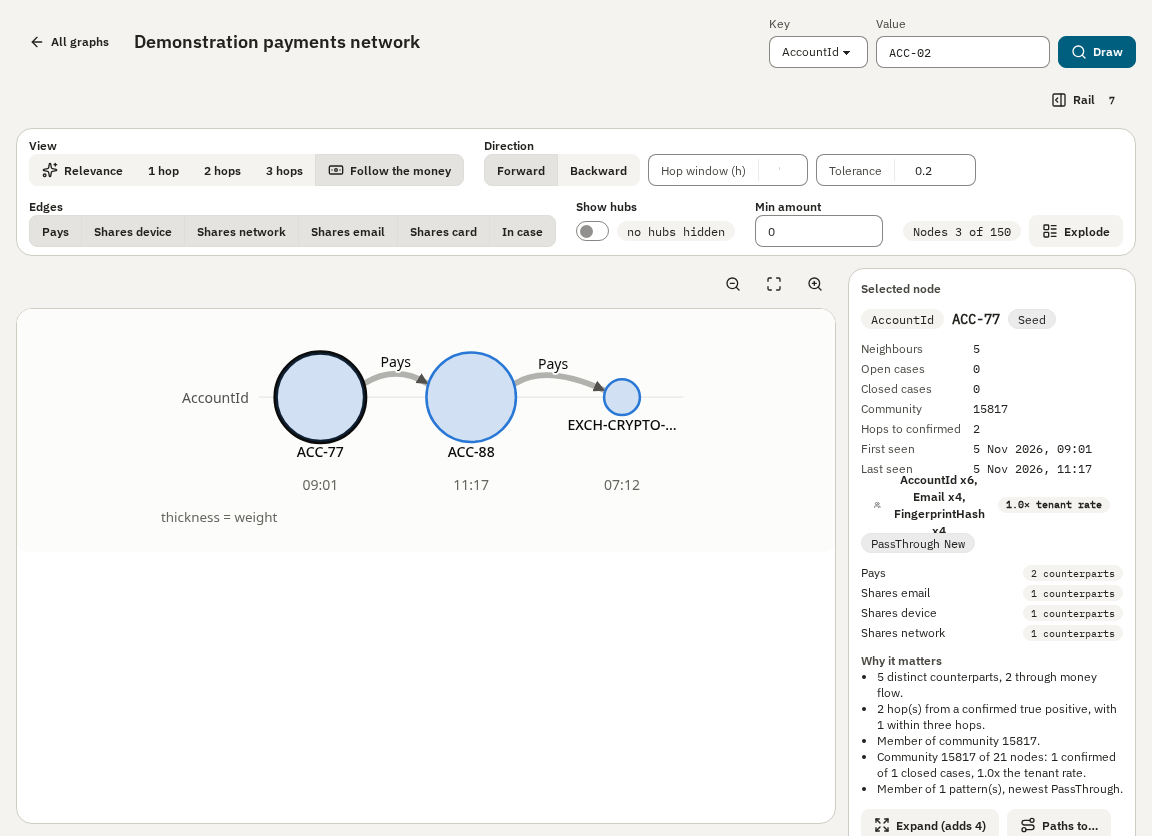 All graphs
Demonstration payments network
Key
Value
AccountId
ACC-02
Draw
Rail 7
View
Direction
Relevance 1 hop 2 hops 3 hops Follow the money
Forward Backward
Hop window (h)
Tolerance 0.2
Edges
Show hubs
Min amount
Pays Shares device Shares network Shares email Shares card In case
no hubs hidden
0
Nodes 3 of 150
Explode
Pays
Pays
AccountId
EXCH-CRYPTO-...
ACC-77
ACC-88
09:01
11:17
07:12
thickness = weight
Selected node
AccountId ACC-77 Seed
Neighbours 5
Open cases 0
Closed cases 0
Community 15817
Hops to confirmed 2
First seen 5 Nov 2026, 09:01
Last seen 5 Nov 2026, 11:17
AccountId x6,
Email x4,
FingerprintHash
x4
1.0× tenant rate
PassThrough New
Pays 2 counterparts
Shares email 1 counterparts
Shares device 1 counterparts
Shares network 1 counterparts
Why it matters
5 distinct counterparts, 2 through money
flow.
2 hop(s) from a confirmed true positive, with
1 within three hops.
Member of community 15817.
Community 15817 of 21 nodes: 1 confirmed
of 1 closed cases, 1.0x the tenant rate.
Member of 1 pattern(s), newest PassThrough.
Expand (adds 4)
Paths to...